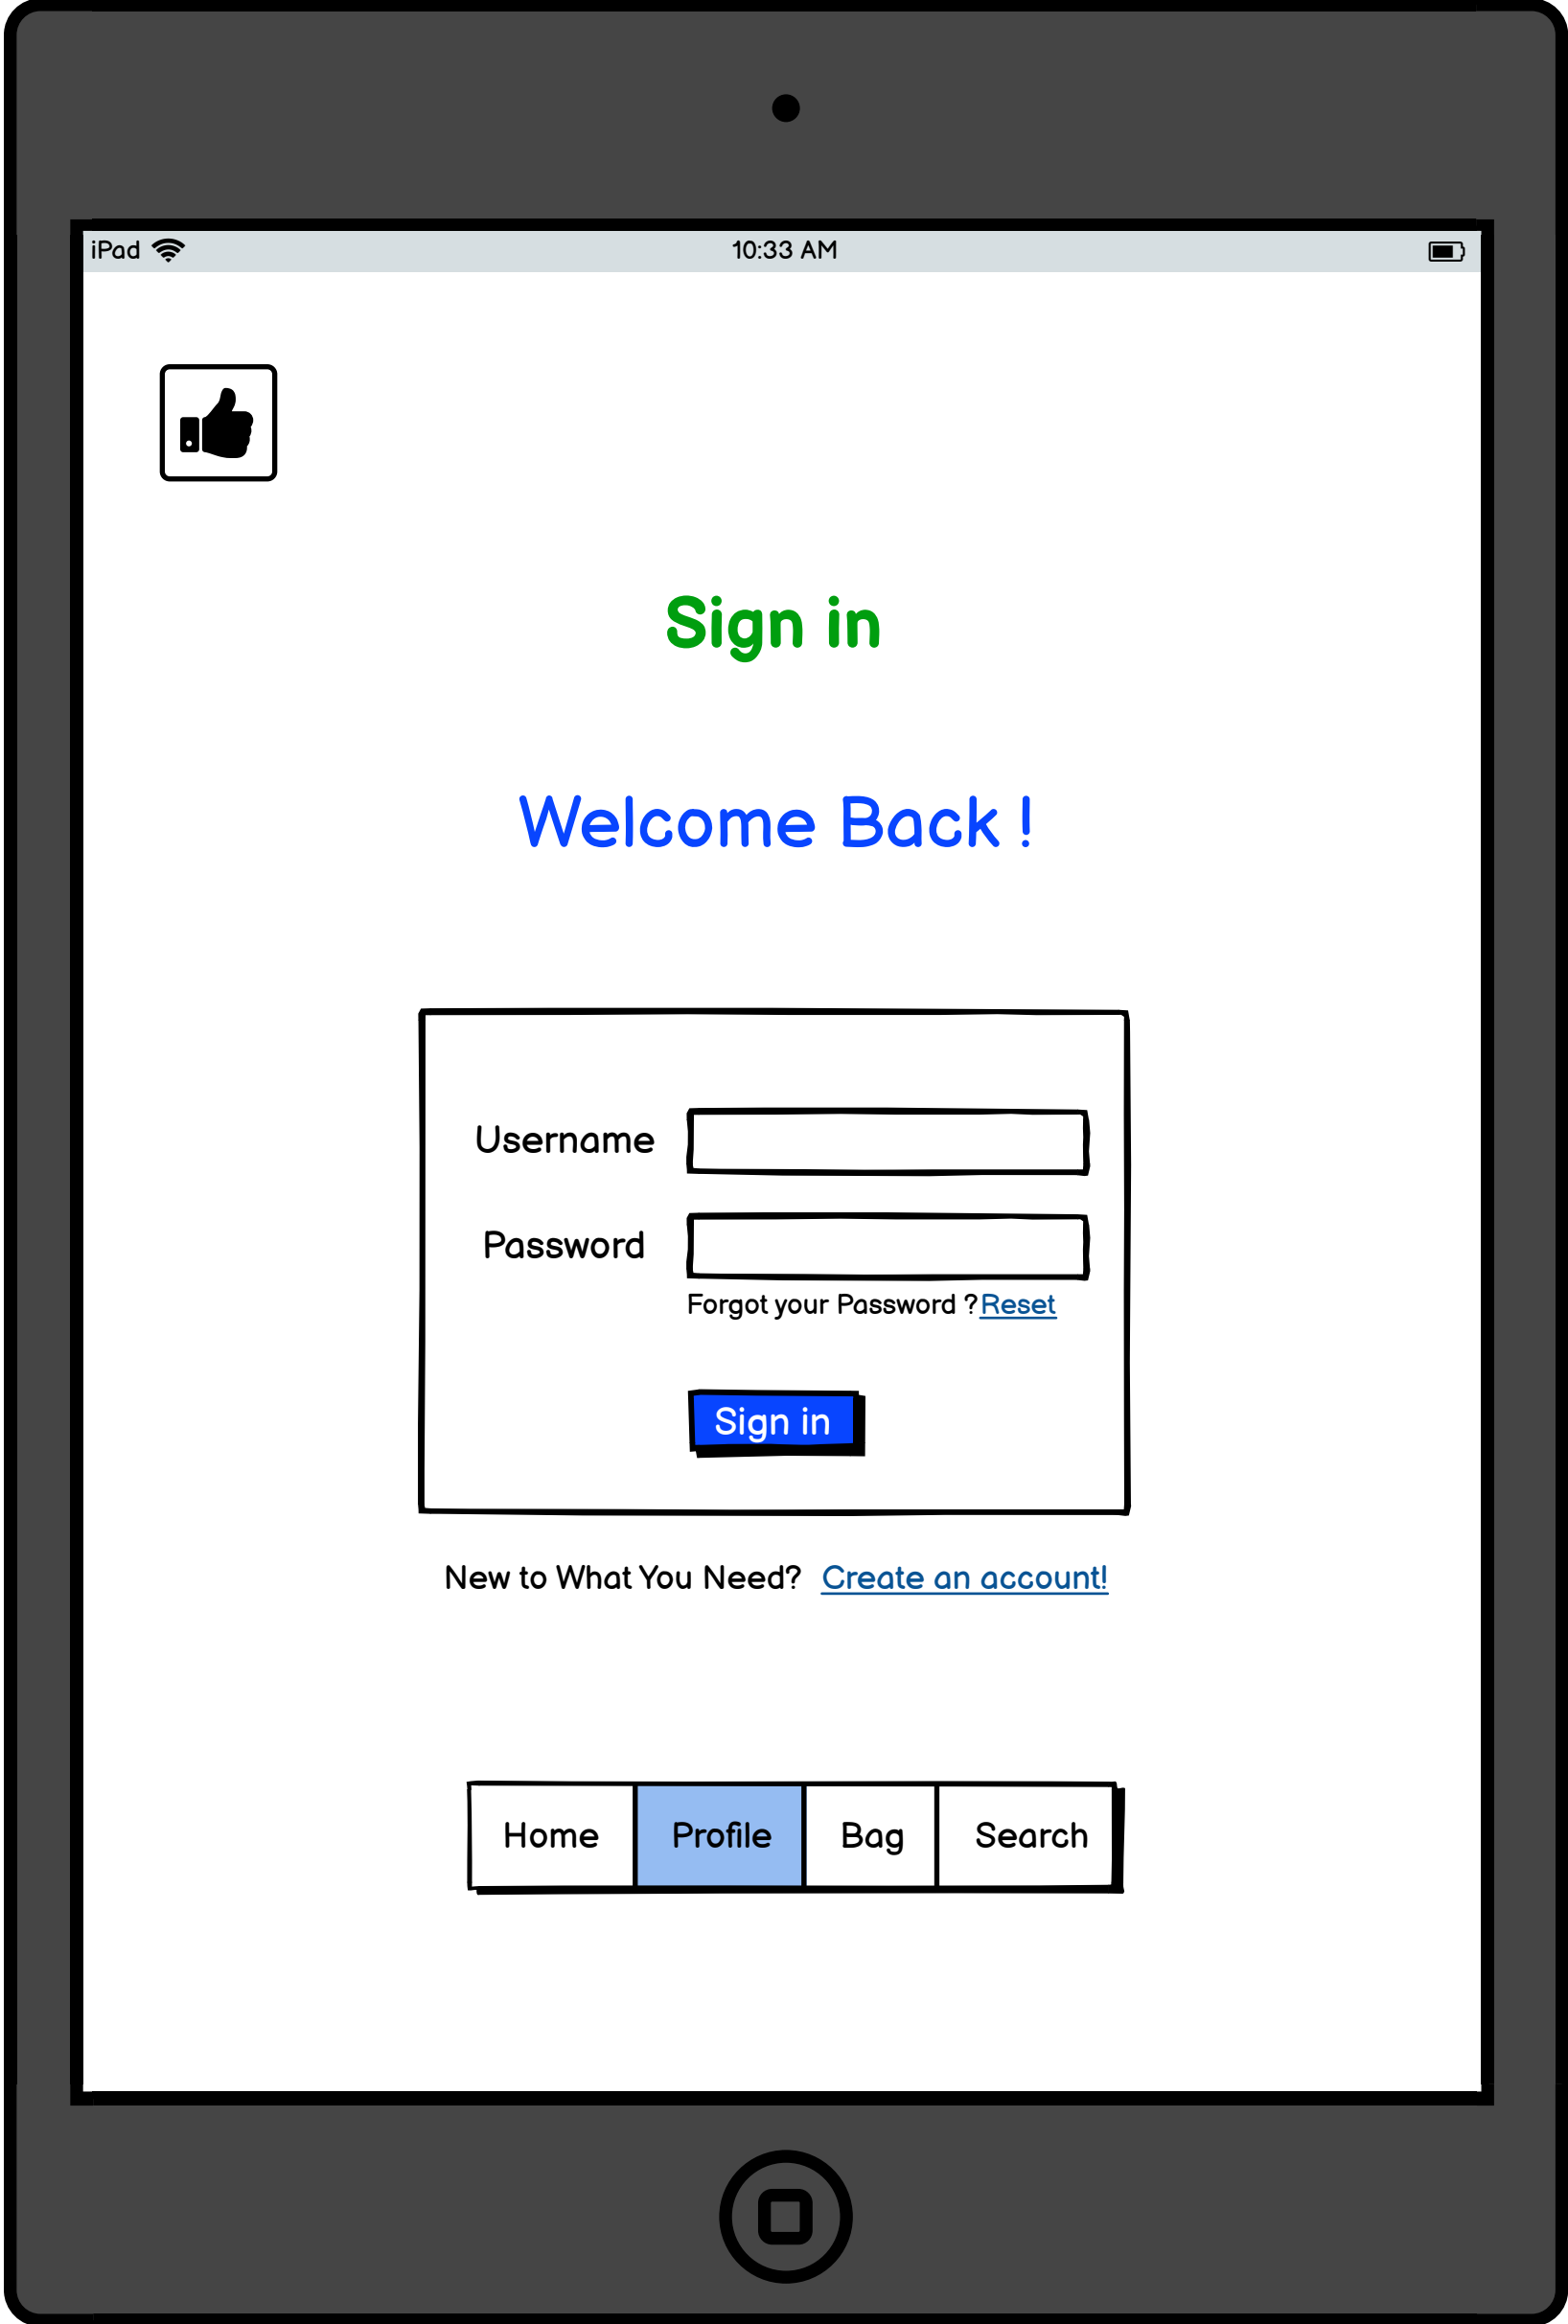 iPad 10:33 AM
Sign in
Welcome Back !
Username
Password
Forgot your Password ? Reset
Sign in
New to What You Need? Create an account!
Home Profile Bag Search